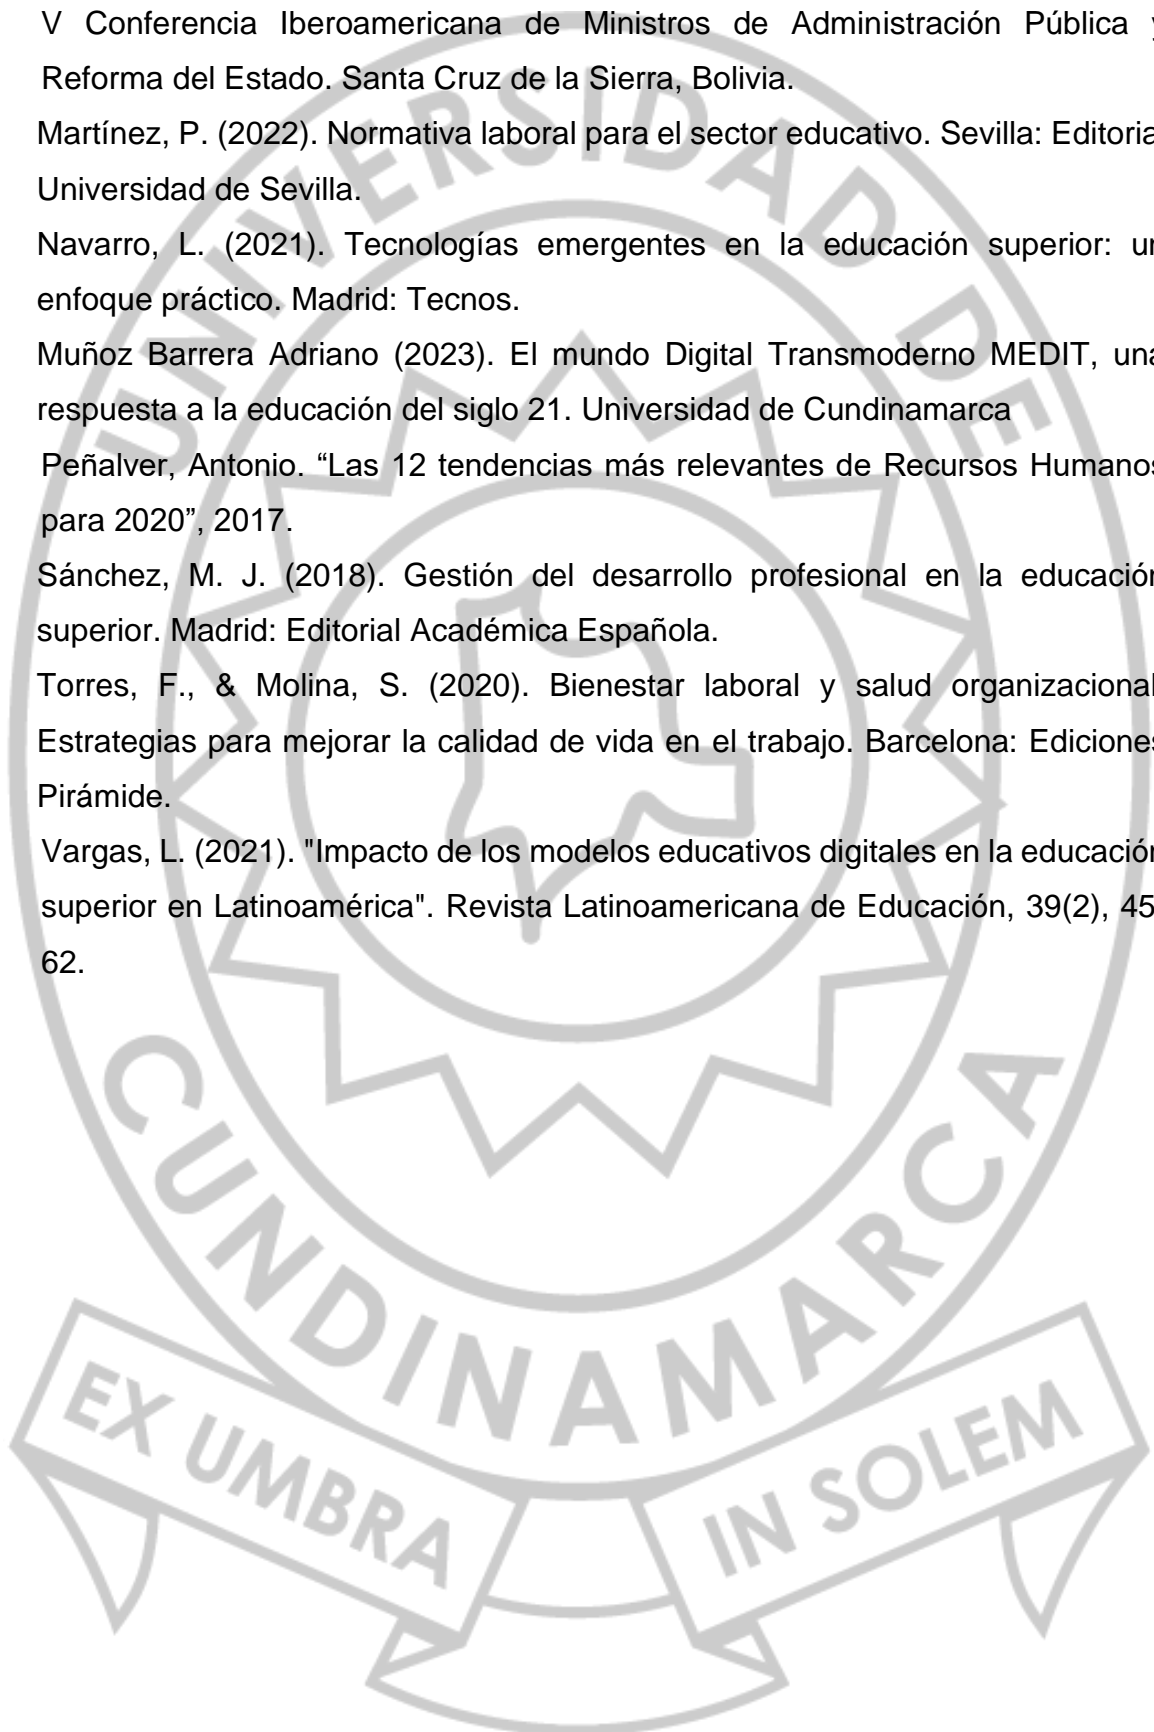 V Conferencia Iberoamericana de Ministros de Administración Pública y
Reforma del Estado. Santa Cruz de la Sierra, Bolivia.
Martínez, P. (2022). Normativa laboral para el sector educativo. Sevilla: Editoria
Universidad de Sevilla.
Navarro, L. (2021). Tecnologías emergentes en la educación superior: un
enfoque práctico. Madrid: Tecnos.
Muñoz Barrera Adriano (2023). El mundo Digital Transmoderno MEDIT, una
respuesta a la educación del siglo 21. Universidad de Cundinamarca
Peñalver, Antonio. “Las 12 tendencias más relevantes de Recursos Humanos
para 2020”, 2017.
Sánchez, M. J. (2018). Gestión del desarrollo profesional en la educación
superior. Madrid: Editorial Académica Española.
Torres, F., & Molina, S. (2020). Bienestar laboral y salud organizacional
Estrategias para mejorar la calidad de vida en el trabajo. Barcelona: Ediciones
Pirámide.
Vargas, L. (2021). "Impacto de los modelos educativos digitales en la educación
superior en Latinoamérica". Revista Latinoamericana de Educación, 39(2), 45
62.
UNIVERSIDAD DE
CUNDINAMARCA
EX UMBRA
IN SOLEM